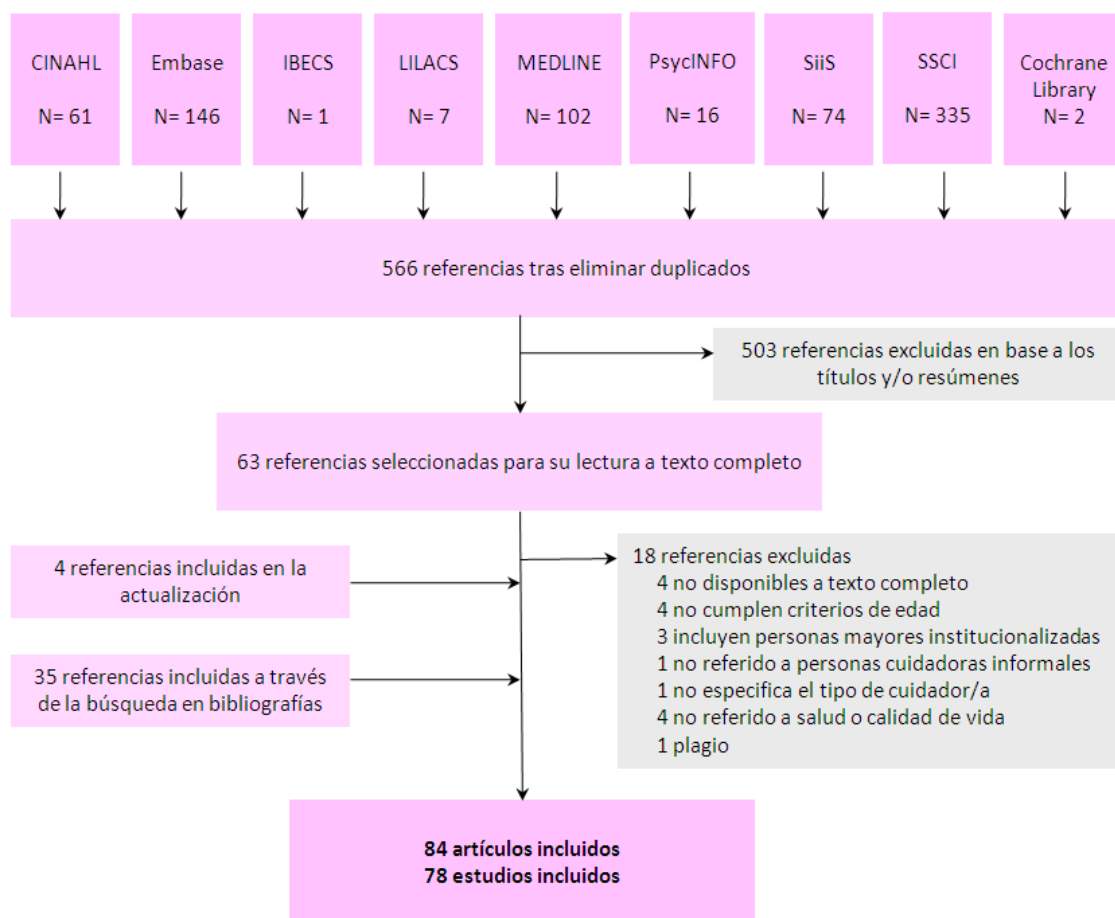 CINAHL
N= 61
Embase
N= 146
IBECS
N= 1
LILACS
N= 7
MEDLINE
N= 102
PsycINFO
N= 16
SiiS
N= 74
SSCI
N= 335
Cochrane
Library
N= 2
566 referencias tras eliminar duplicados
503 referencias excluidas en base a los
títulos y/o resúmenes
63 referencias seleccionadas para su lectura a texto completo
4 referencias incluidas en la
actualización
18 referencias excluidas
4 no disponibles a texto completo
4 no cumplen criterios de edad
3 incluyen personas mayores institucionalizadas
1 no referido a personas cuidadoras informales
1 no especifica el tipo de cuidador/a
4 no referido a salud o calidad de vida
1 plagio
35 referencias incluidas a través
de la búsqueda en bibliografías
84 artículos incluidos
78 estudios incluidos